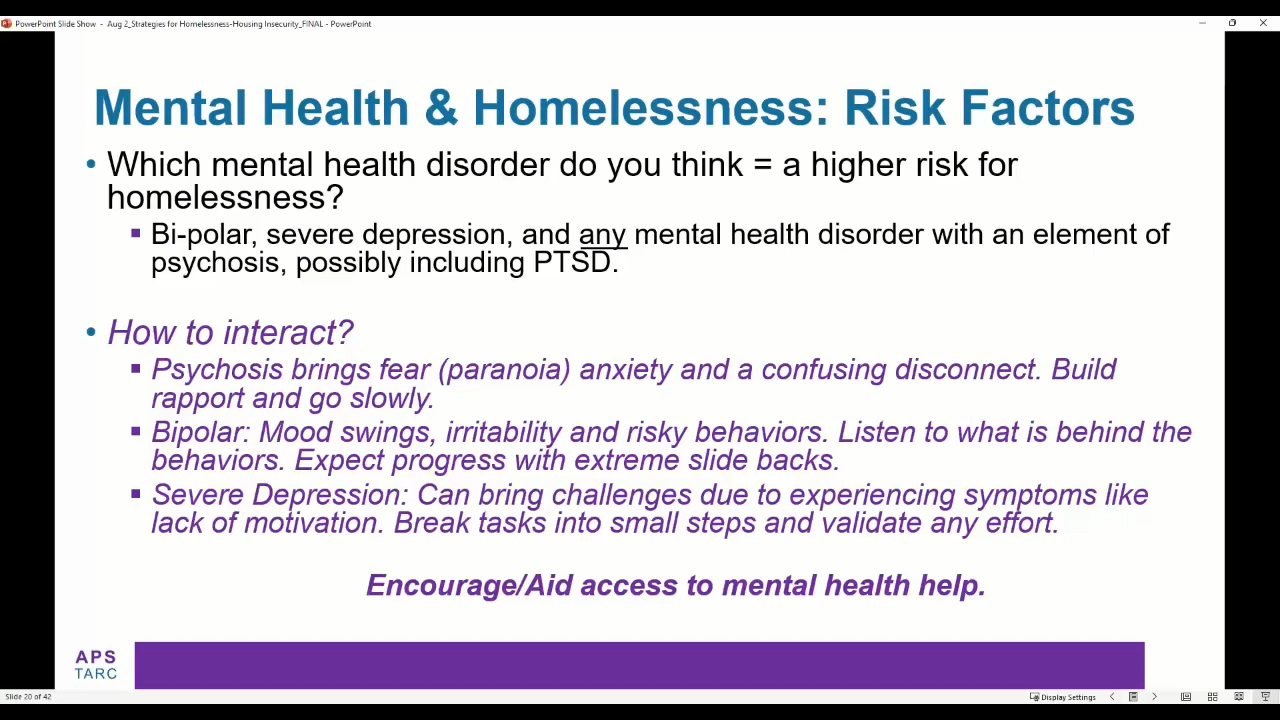 PowerPoint Slide Show - Aug 2_Strategies for Homelessness-Housing Insecurity_FINAL - PowerPoint
Mental Health & Homelessness: Risk Factors
• Which mental health disorder do you think = a higher risk for
homelessness?
▪ Bi-polar, severe depression, and any mental health disorder with an element of
psychosis, possibly including PTSD.
• How to interact?
▪ Psychosis brings fear (paranoia) anxiety and a confusing disconnect. Build
rapport and go slowly.
▪ Bipolar: Mood swings, irritability and risky behaviors. Listen to what is behind the
behaviors. Expect progress with extreme slide backs.
▪ Severe Depression: Can bring challenges due to experiencing symptoms like
lack of motivation. Break tasks into small steps and validate any effort.
Encourage/Aid access to mental health help.
APS
TARC
Slide 20 of 42
Display Settings